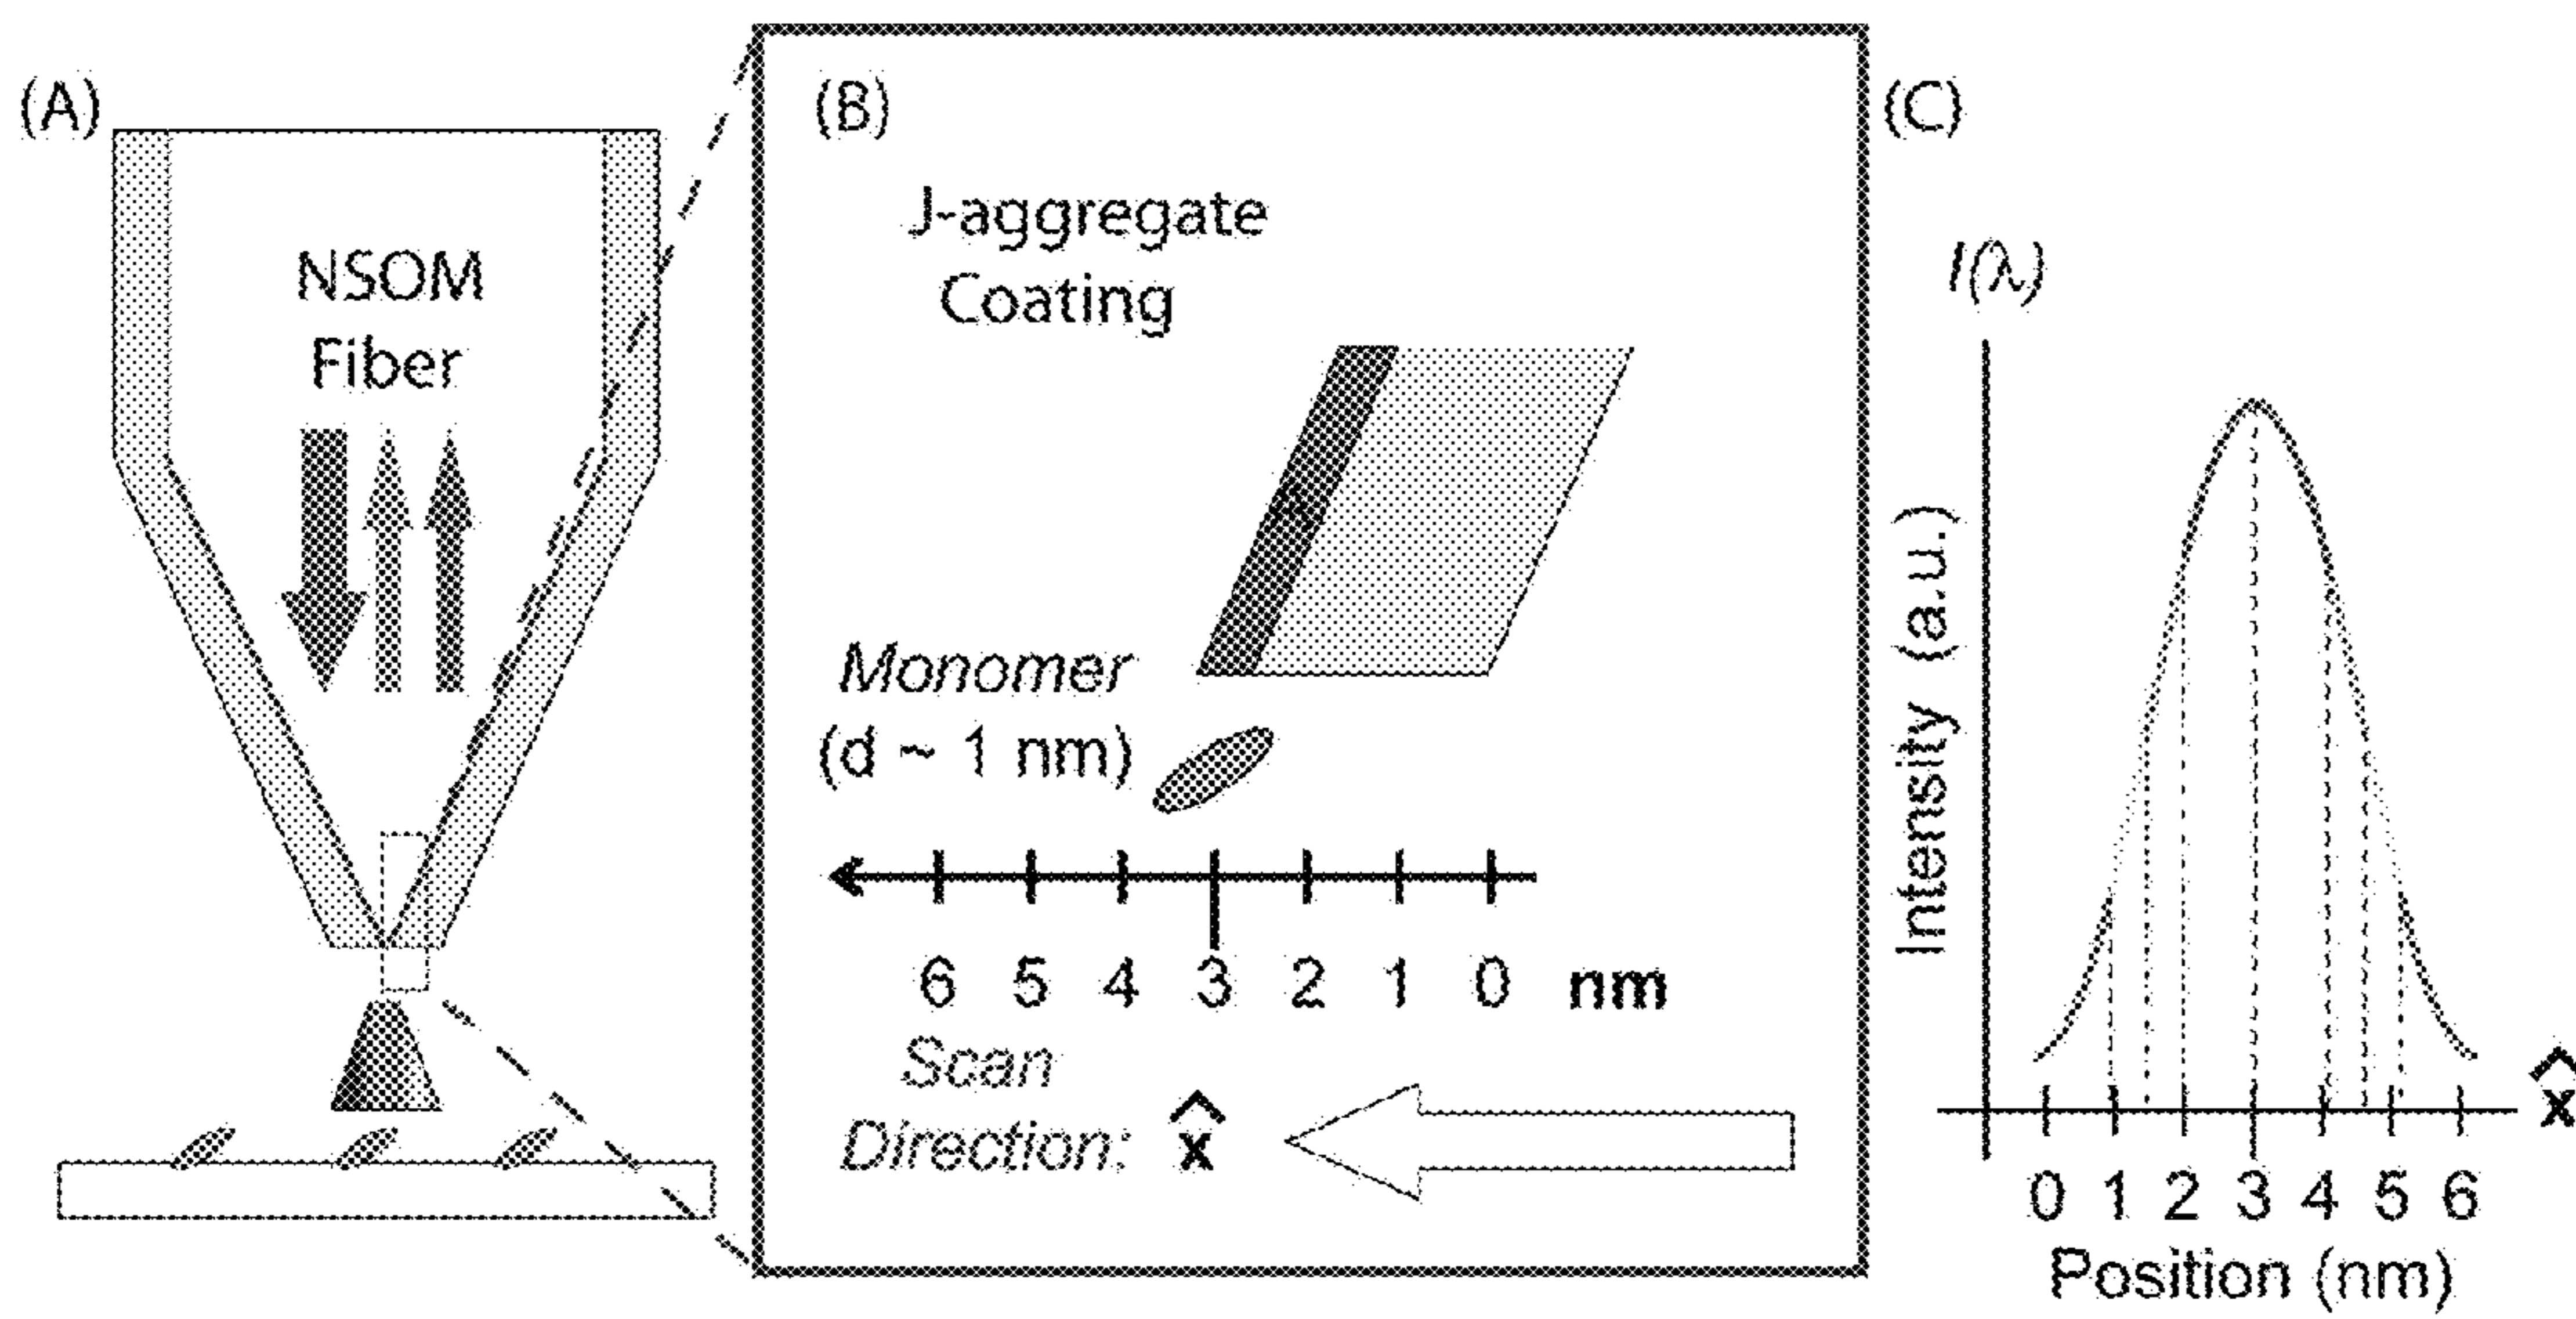 (A)
NSOM
Fiber
(B)
J-aggregate
Coating
Monomer
(d ~ 1 nm)
6 5 4 3 2 1 0 nm
Scan
Direction: x̂
(C)
I(λ)
Intensity (a.u.)
x̂
0 1 2 3 4 5 6
Position (nm)